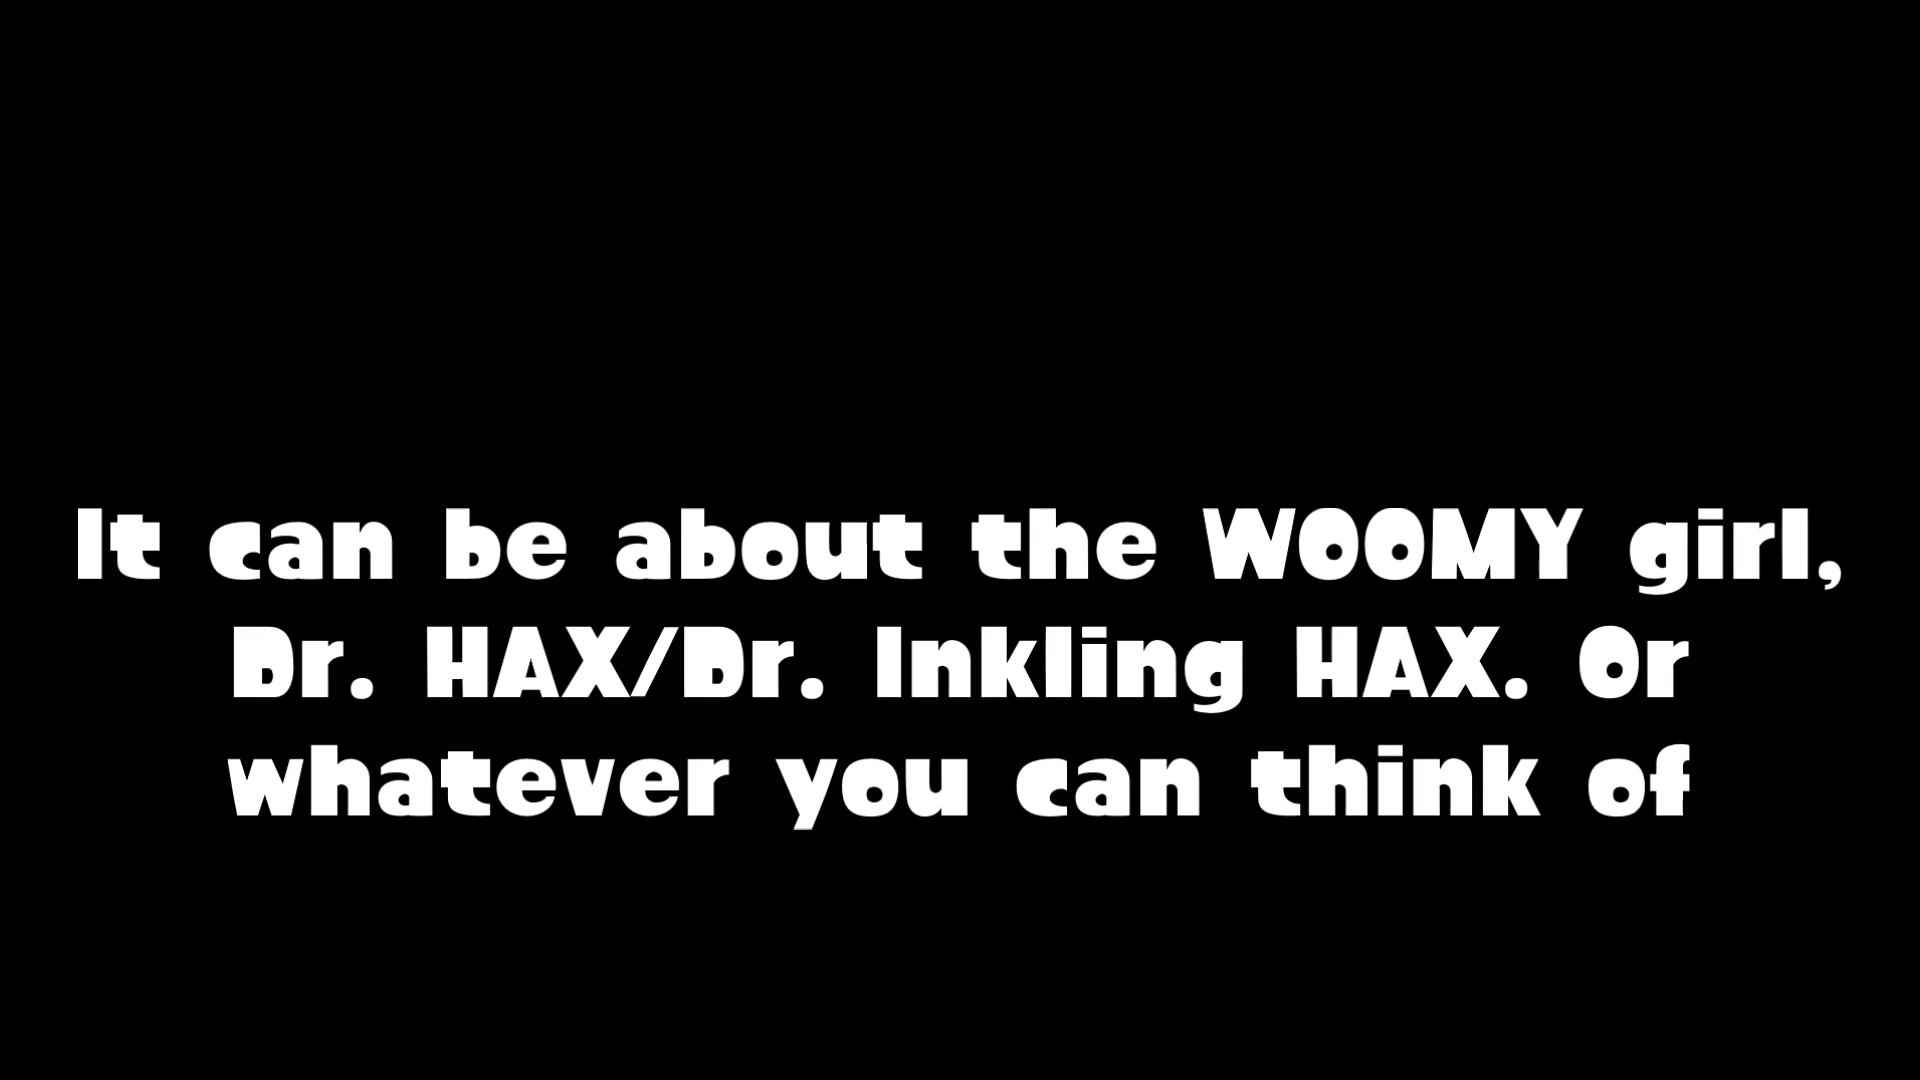 It can be about the WOOMY girl,
Dr. HAX/Dr. Inkling HAX. Or
whatever you can think of